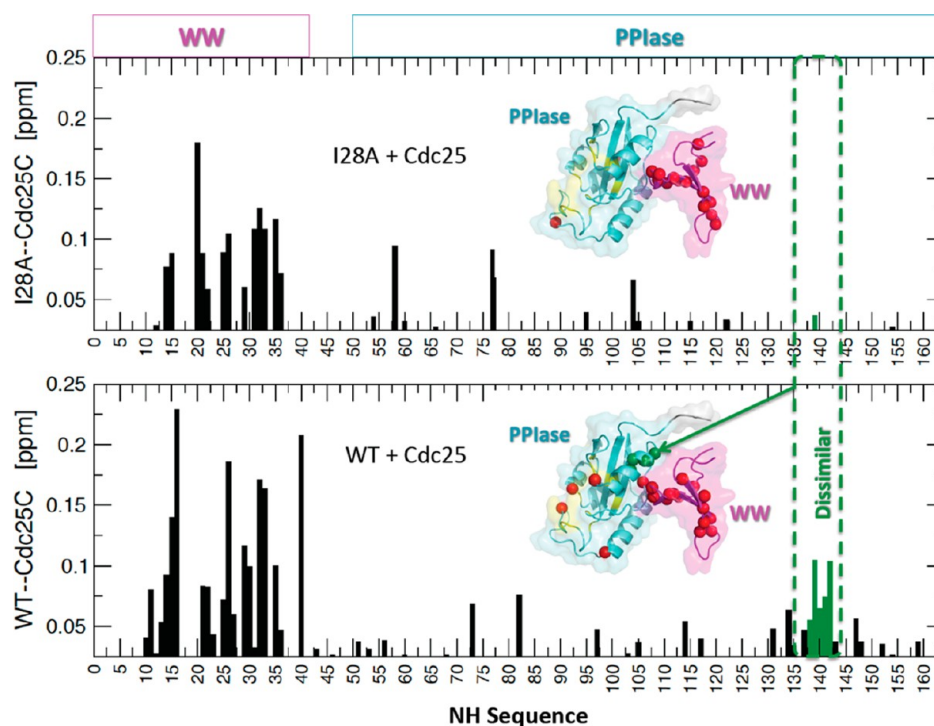 WW PPIase
0.25
0.2
0.15
0.1
0.05
I28A--Cdc25C [ppm]
I28A + Cdc25
PPIase
WW
0 5 10 15 20 25 30 35 40 45 50 55 60 65 70 75 80 85 90 95 100 105 110 115 120 125 130 135 140 145 150 155 160
0.25
0.2
0.15
0.1
0.05
WT--Cdc25C [ppm]
WT + Cdc25
PPIase
WW
Dissimilar
0 5 10 15 20 25 30 35 40 45 50 55 60 65 70 75 80 85 90 95 100 105 110 115 120 125 130 135 140 145 150 155 160
NH Sequence